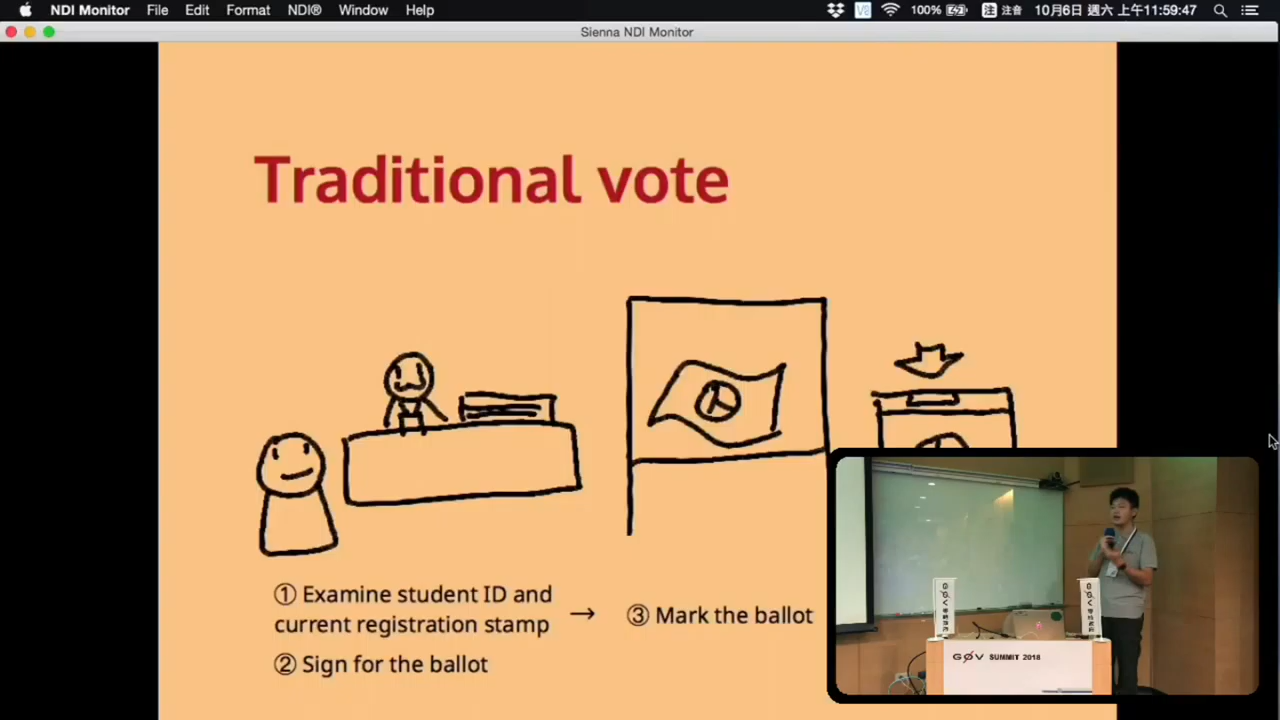 NDI Monitor File Edit Format NDI® Window Help 100% 注 注音 10月6日 週六 上午11:59:47
Sienna NDI Monitor
Traditional vote
① Examine student ID and
current registration stamp
→
② Sign for the ballot
③ Mark the ballot
GØV SUMMIT 2018